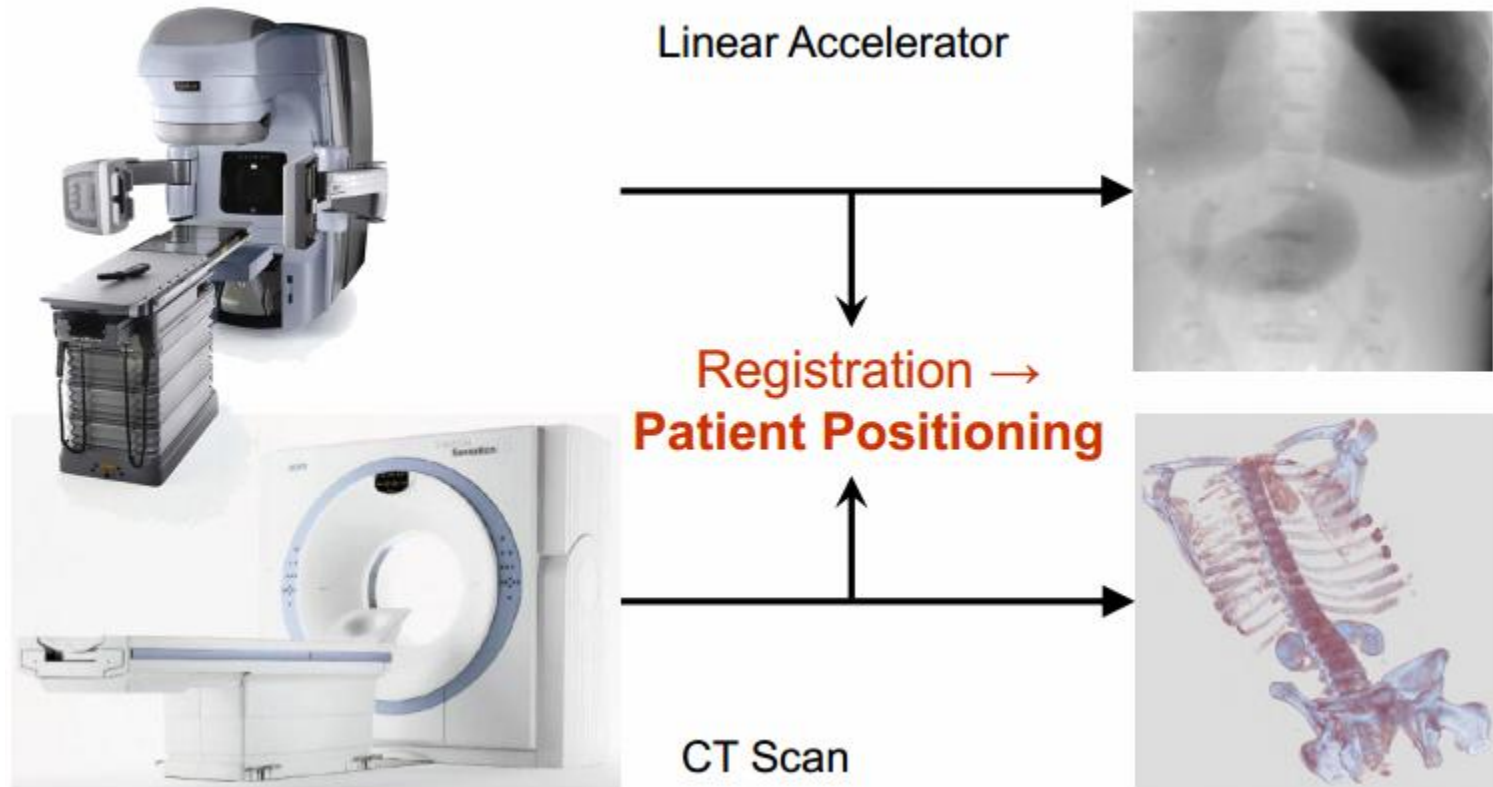 Linear Accelerator
Registration →
Patient Positioning
CT Scan